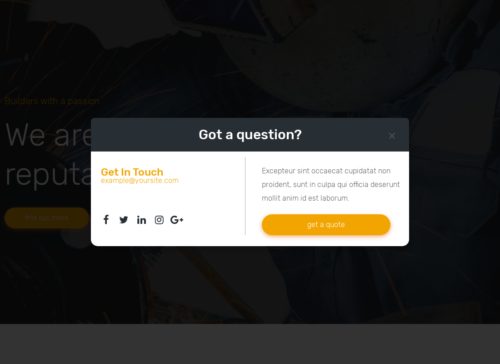 Builders with a passion
We are
reputa
Got a question?
×
Get In Touch
example@yoursite.com
Excepteur sint occaecat cupidatat non
proident, sunt in culpa qui officia deserunt
mollit anim id est laborum.
get a quote